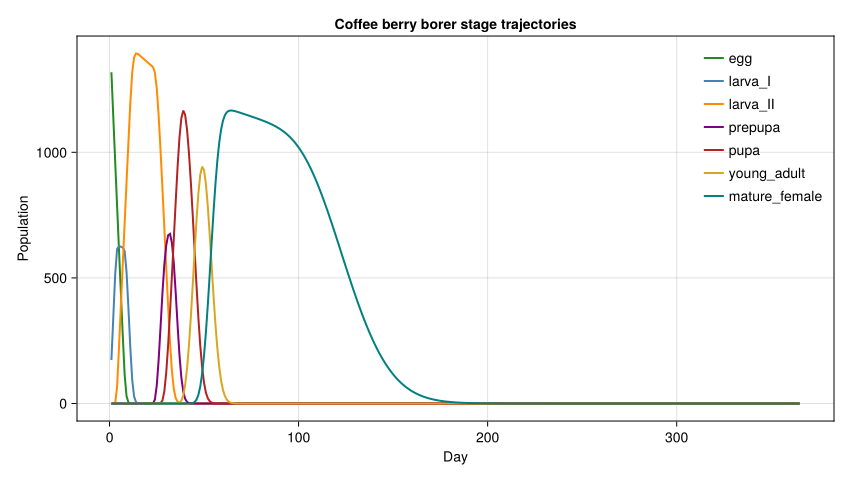 Coffee berry borer stage trajectories
egg
larva_I
larva_II
prepupa
pupa
young_adult
mature_female
Population
1000
500
0
0 100 200 300
Day